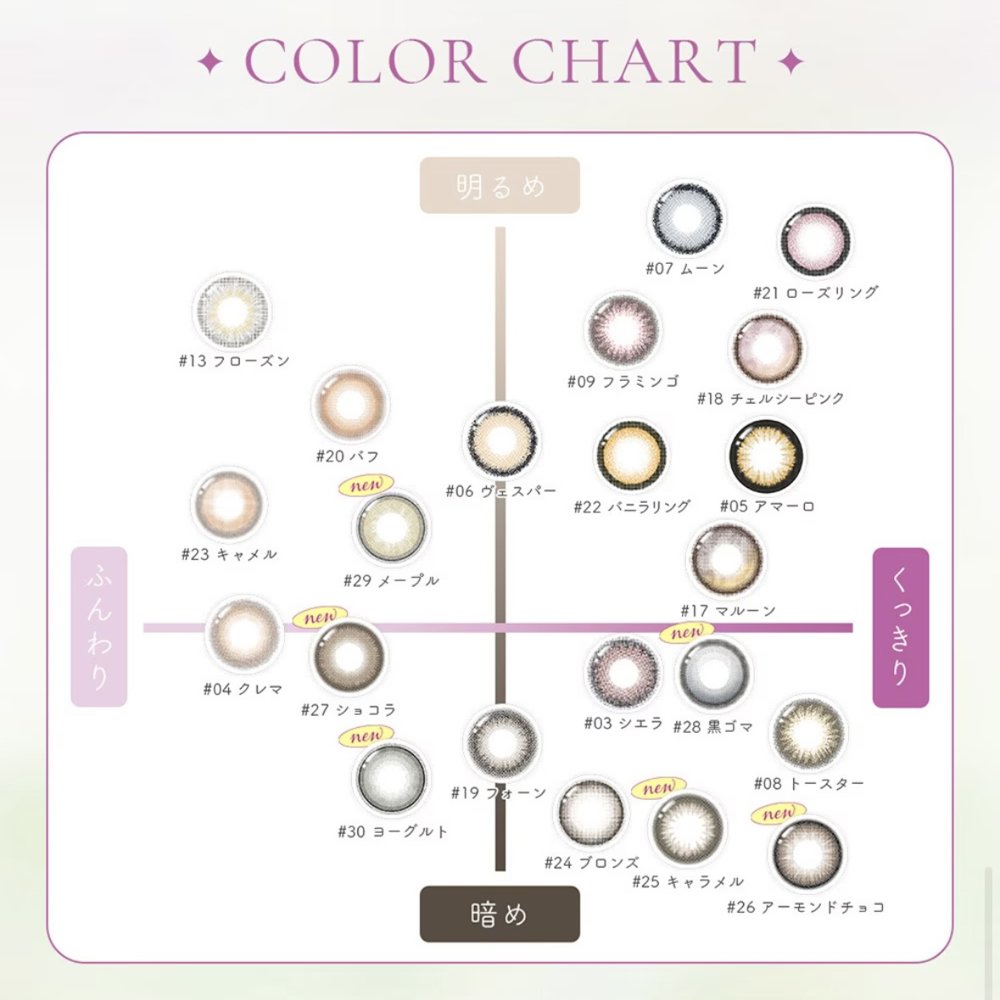 COLOR CHART
明るめ
#07 ムーン
#21 ローズリング
#13 フローズン
#09 フラミンゴ
#18 チェルシーピンク
#20 バフ
new
#06 ヴェスパー
#22 バニラリング
#05 アマーロ
#23 キャメル
#29 メープル
#17 マルーン
ふんわり
くっきり
new
new
#04 クレマ
#27 ショコラ
#03 シエラ
#28 黒ゴマ
new
#19 フォーン
#08 トースター
new
new
#30 ヨーグルト
#24 ブロンズ
#25 キャラメル
#26 アーモンドチョコ
暗め